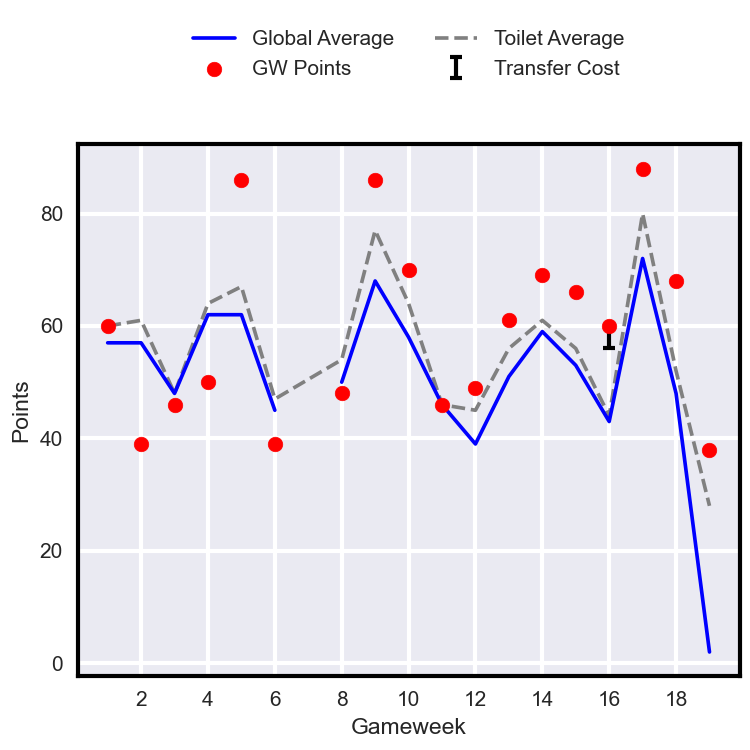 Global Average
Toilet Average
GW Points
Transfer Cost
80
60
40
20
0
Points
2 4 6 8 10 12 14 16 18
Gameweek